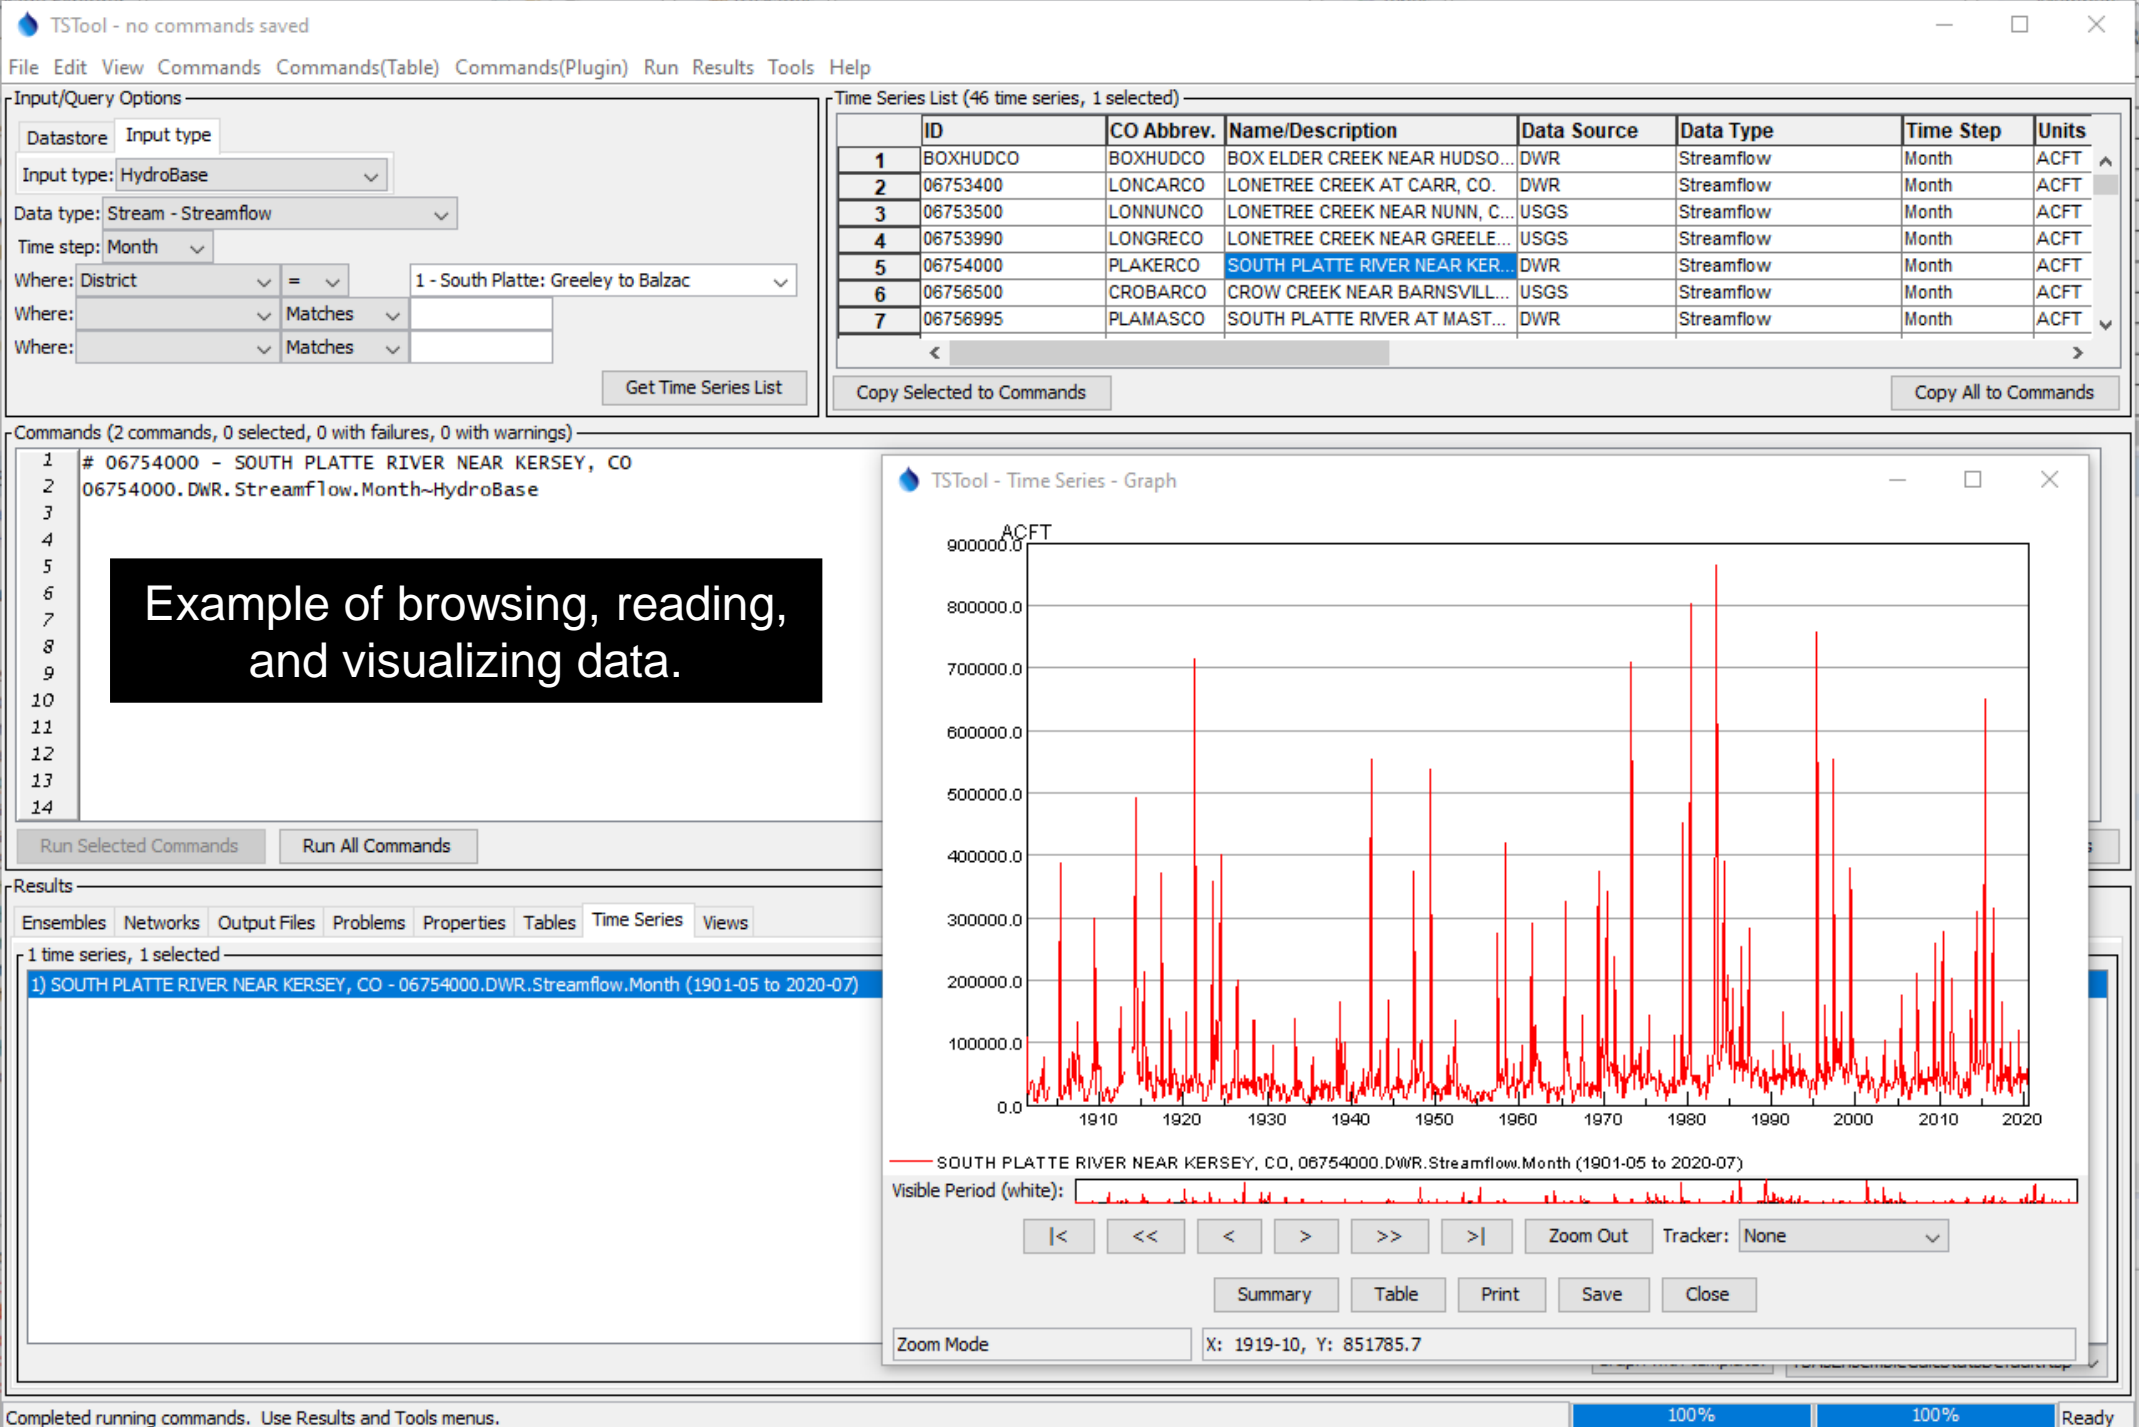 TSTool - no commands saved
File Edit View Commands Commands(Table) Commands(Plugin) Run Results Tools Help
Input/Query Options
Datastore Input type
Input type: HydroBase
Data type: Stream - Streamflow
Time step: Month
Where: District = 1 - South Platte: Greeley to Balzac
Where: Matches
Where: Matches
Get Time Series List
Time Series List (46 time series, 1 selected)
ID CO Abbrev. Name/Description Data Source Data Type Time Step Units
1 BOXHUDCO BOXHUDCO BOX ELDER CREEK NEAR HUDSO... DWR Streamflow Month ACFT
2 06753400 LONCARCO LONETREE CREEK AT CARR, CO. DWR Streamflow Month ACFT
3 06753500 LONNUNCO LONETREE CREEK NEAR NUNN, C... USGS Streamflow Month ACFT
4 06753990 LONGRECO LONETREE CREEK NEAR GREELE... USGS Streamflow Month ACFT
5 06754000 PLAKERCO SOUTH PLATTE RIVER NEAR KER... DWR Streamflow Month ACFT
6 06756500 CROBARCO CROW CREEK NEAR BARNSVILL... USGS Streamflow Month ACFT
7 06756995 PLAMASCO SOUTH PLATTE RIVER AT MAST... DWR Streamflow Month ACFT
< >
Copy Selected to Commands Copy All to Commands
Commands (2 commands, 0 selected, 0 with failures, 0 with warnings)
1 # 06754000 - SOUTH PLATTE RIVER NEAR KERSEY, CO
2 06754000.DWR.Streamflow.Month~HydroBase
3
4
5
6
7
8
9
10
11
12
13
14
Example of browsing, reading,
and visualizing data.
Run Selected Commands Run All Commands
Results
Ensembles Networks Output Files Problems Properties Tables Time Series Views
1 time series, 1 selected
1) SOUTH PLATTE RIVER NEAR KERSEY, CO - 06754000.DWR.Streamflow.Month (1901-05 to 2020-07)
TSTool - Time Series - Graph
ACFT
900000.0
800000.0
700000.0
600000.0
500000.0
400000.0
300000.0
200000.0
100000.0
0.0
1910 1920 1930 1940 1950 1960 1970 1980 1990 2000 2010 2020
SOUTH PLATTE RIVER NEAR KERSEY, CO, 06754000.DWR.Streamflow.Month (1901-05 to 2020-07)
Visible Period (white):
|< << < > >> >| Zoom Out Tracker: None
Summary Table Print Save Close
Zoom Mode X: 1919-10, Y: 851785.7
Completed running commands. Use Results and Tools menus. 100% 100% Ready